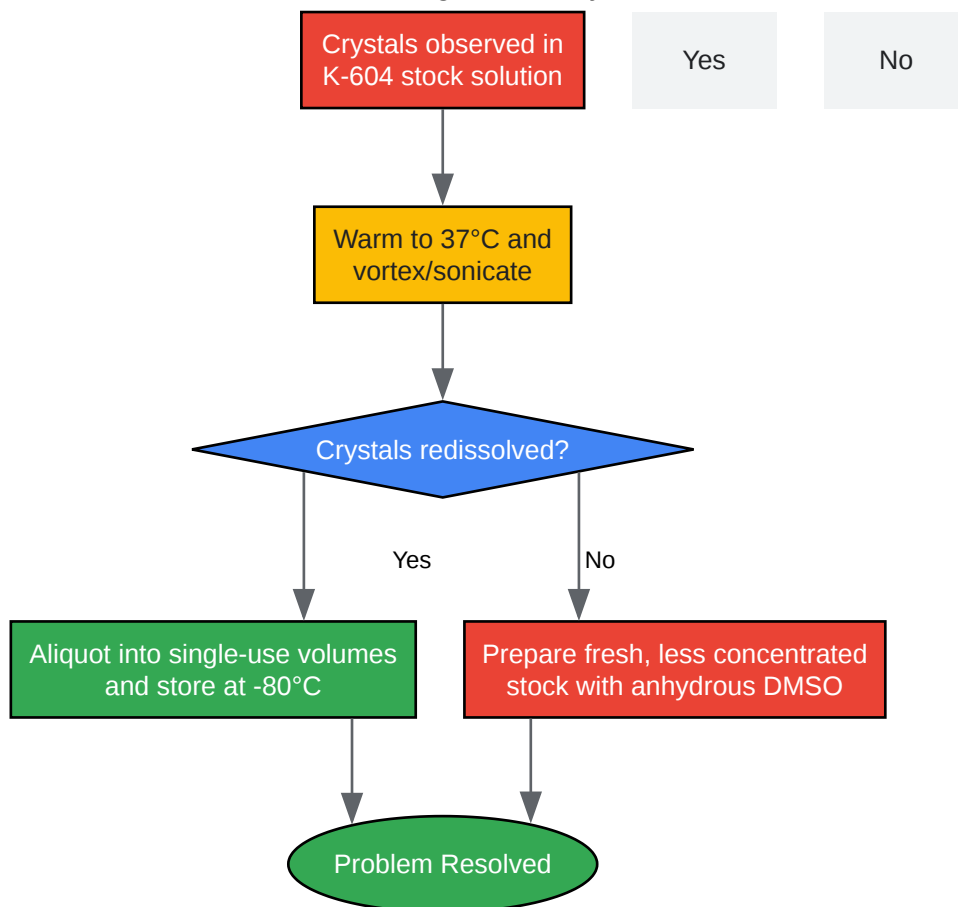 Crystals observed in
K-604 stock solution
Yes
No
Warm to 37°C and
vortex/sonicate
Crystals redissolved?
Yes
No
Aliquot into single-use volumes
and store at -80°C
Prepare fresh, less concentrated
stock with anhydrous DMSO
Problem Resolved